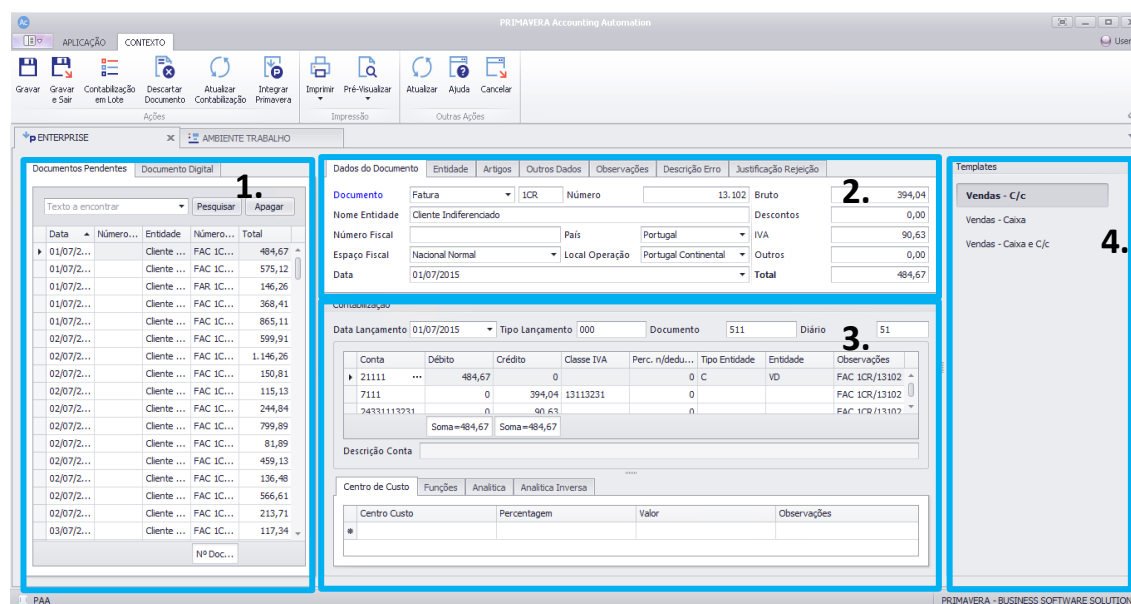 PRIMAVERA Accounting Automation
APLICAÇÃO CONTEXTO User
Gravar Gravar e Sair Contabilização em Lote Descartar Documento Atualizar Contabilização Integrar Primavera Imprimir Pré-Visualizar Atualizar Ajuda Cancelar
Ações Impressão Outras Ações
ENTERPRISE AMBIENTE TRABALHO
Documentos Pendentes Documento Digital
1.
Texto a encontrar Pesquisar Apagar
Data Número... Entidade Número... Total
01/07/2... Cliente ... FAC 1C... 484,67
01/07/2... Cliente ... FAC 1C... 575,12
01/07/2... Cliente ... FAR 1C... 146,26
01/07/2... Cliente ... FAC 1C... 368,41
01/07/2... Cliente ... FAC 1C... 865,11
02/07/2... Cliente ... FAC 1C... 599,91
02/07/2... Cliente ... FAC 1C... 1.146,26
02/07/2... Cliente ... FAC 1C... 150,81
02/07/2... Cliente ... FAC 1C... 115,13
02/07/2... Cliente ... FAC 1C... 244,84
02/07/2... Cliente ... FAC 1C... 799,89
02/07/2... Cliente ... FAC 1C... 81,89
02/07/2... Cliente ... FAC 1C... 459,13
02/07/2... Cliente ... FAC 1C... 136,48
02/07/2... Cliente ... FAC 1C... 566,61
02/07/2... Cliente ... FAC 1C... 213,71
03/07/2... Cliente ... FAC 1C... 117,34
Nº Doc...
Dados do Documento Entidade Artigos Outros Dados Observações Descrição Erro Justificação Rejeição
2.
Documento Fatura 1CR Número 13.102 Bruto 394,04
Nome Entidade Cliente Indiferenciado Descontos 0,00
Número Fiscal País Portugal IVA 90,63
Espaço Fiscal Nacional Normal Local Operação Portugal Continental Outros 0,00
Data 01/07/2015 Total 484,67
Contabilização
Data Lançamento 01/07/2015 Tipo Lançamento 000 Documento 511 Diário 51
3.
Conta Débito Crédito Classe IVA Perc. n/dedu... Tipo Entidade Entidade Observações
21111 ... 484,67 0 0 C VD FAC 1CR/13102
7111 0 394,04 13113231 0 FAC 1CR/13102
24331113231 0 90,63 0 FAC 1CR/13102
Soma=484,67 Soma=484,67
Descrição Conta
Centro de Custo Funções Analitica Analitica Inversa
Centro Custo Percentagem Valor Observações
Templates
Vendas - C/c
Vendas - Caixa
Vendas - Caixa e C/c
4.
PAA PRIMAVERA - BUSINESS SOFTWARE SOLUTION